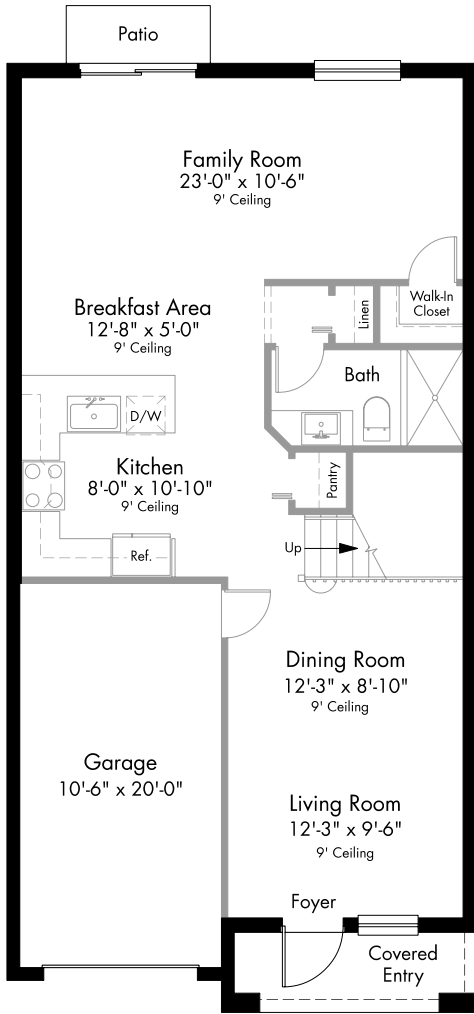 Patio
Family Room
23'-0" x 10'-6"
9' Ceiling
Walk-In
Closet
Linen
Breakfast Area
12'-8" x 5'-0"
9' Ceiling
Bath
D/W
Kitchen
8'-0" x 10'-10"
9' Ceiling
Pantry
Ref.
Up
Dining Room
12'-3" x 8'-10"
9' Ceiling
Garage
10'-6" x 20'-0"
Living Room
12'-3" x 9'-6"
9' Ceiling
Foyer
Covered
Entry